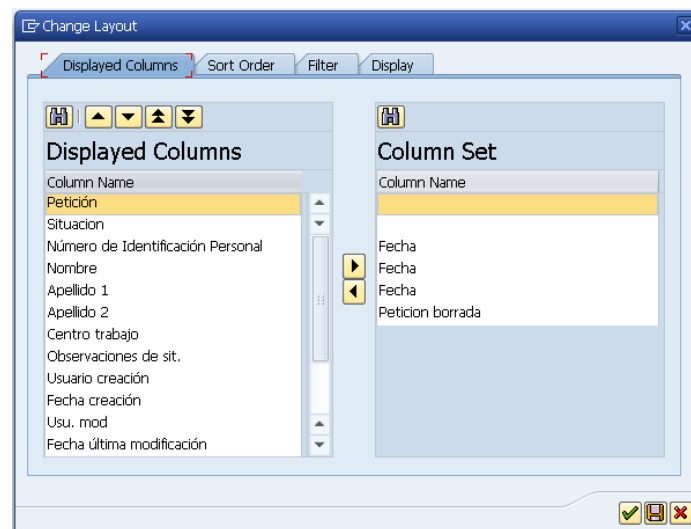 Change Layout
Displayed Columns
Sort Order
Filter
Display
Displayed Columns
Column Name
Petición
Situacion
Número de Identificación Personal
Nombre
Apellido 1
Apellido 2
Centro trabajo
Observaciones de sit.
Usuario creación
Fecha creación
Usu. mod
Fecha última modificación
Column Set
Column Name
Fecha
Fecha
Fecha
Peticion borrada